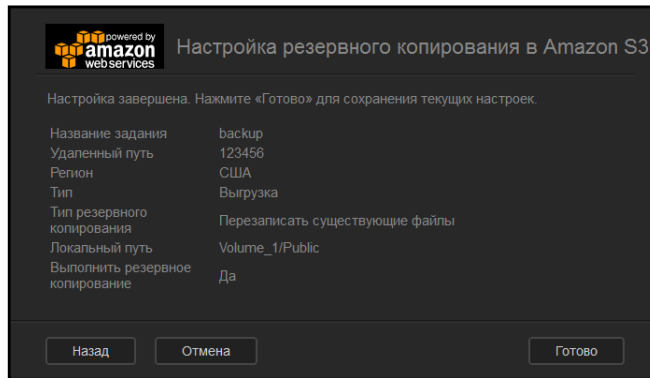 powered by
amazon
web services
Настройка резервного копирования в Amazon S3
Настройка завершена. Нажмите «Готово» для сохранения текущих настроек.
Название задания backup
Удаленный путь 123456
Регион США
Тип Выгрузка
Тип резервного
копирования Перезаписать существующие файлы
Локальный путь Volume_1/Public
Выполнить резервное
копирование Да
Назад Отмена Готово